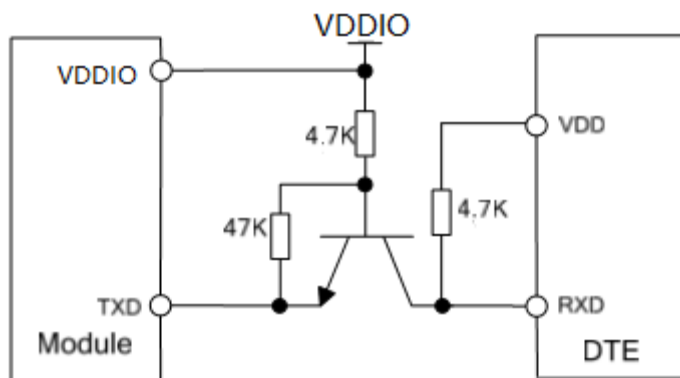 VDDIO
VDDIO
4.7K
VDD
47K
4.7K
TXD
RXD
Module
DTE